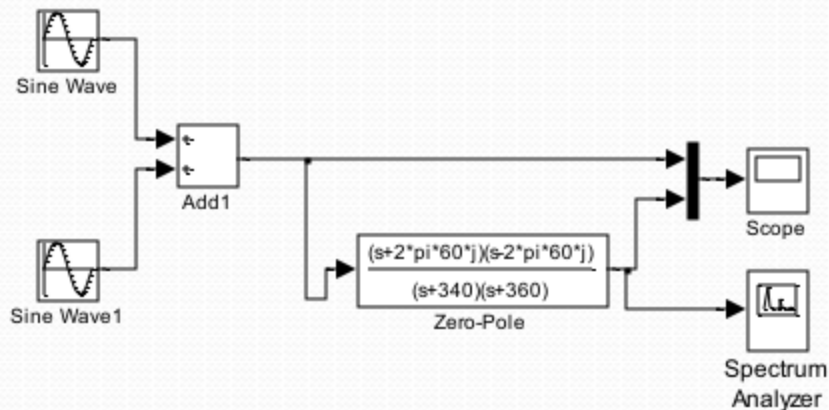 Sine Wave
Add1
Sine Wave1
(s+2*pi*60*j)(s-2*pi*60*j)
(s+340)(s+360)
Zero-Pole
Scope
Spectrum
Analyzer